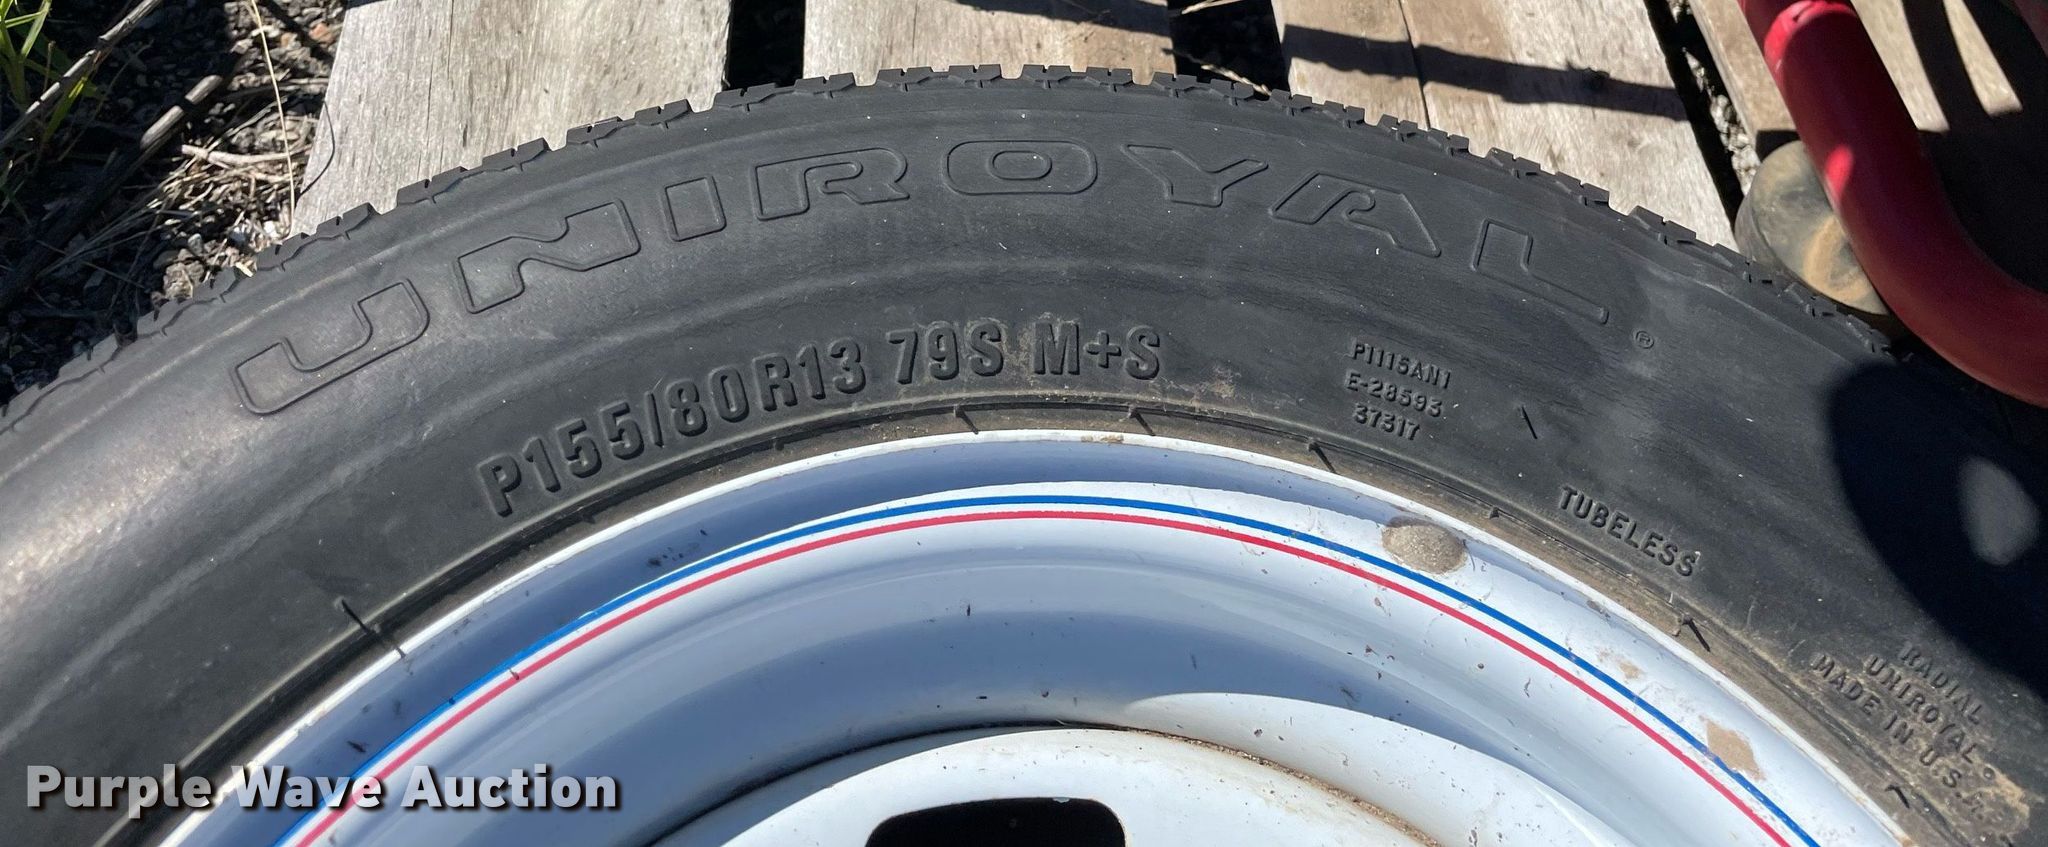 UNIROYAL®
P155/80R13 79S M+S
P1115AN1
E-28593
37317
TUBELESS
RADIAL
UNIROYAL®
MADE IN U.S.A.
Purple Wave Auction